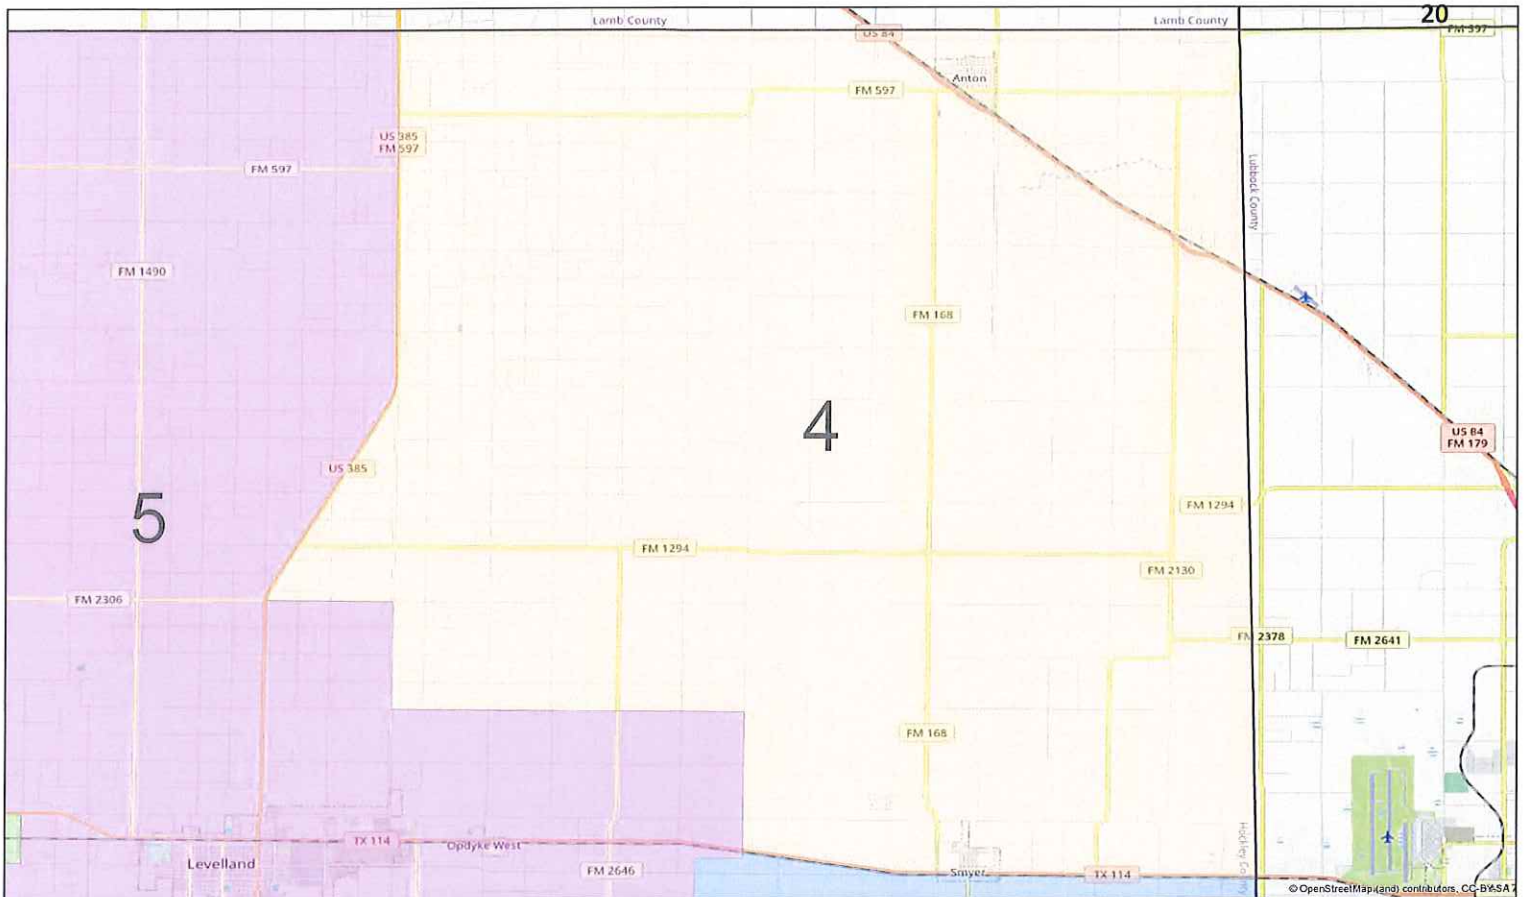 Lamb County
Lamb County
20
US 84
FM 597
Anton
FM 597
US 385
FM 597
FM 597
Lubbock County
FM 1490
FM 168
4
US 84
FM 179
US 385
5
FM 1294
FM 1294
FM 2130
FM 2306
FM 2378
FM 2641
FM 168
TX 114
Opdyke West
Levelland
FM 2646
Smyer
TX 114
Hockley County
© OpenStreetMap (and) contributors, CC-BY-SA